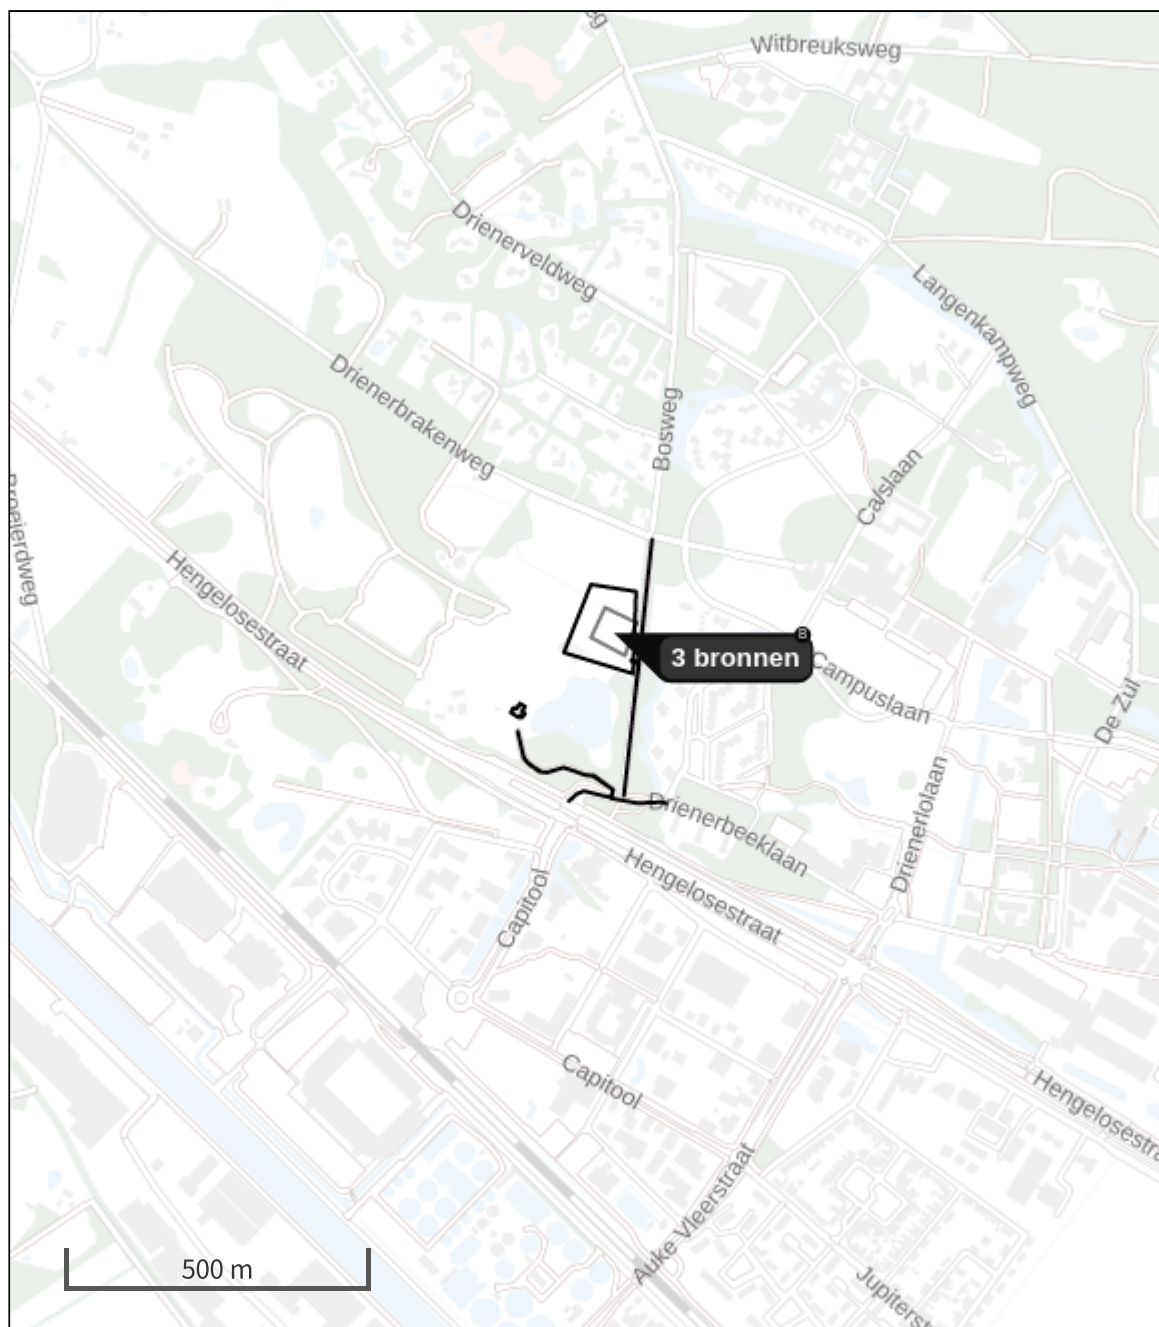 Witbreuksweg
Drienerveldweg
Langenkampweg
Drienerbrakenweg
Bosweg
Calslaan
Hengelosestraat
B
3 bronnen
Campuslaan
De Zul
Drienerbeeklaan
Drienerlolaan
Hengelosestraat
Capitool
Capitool
Hengelosestra
Auke Vleerstraat
500 m
Jupiterst